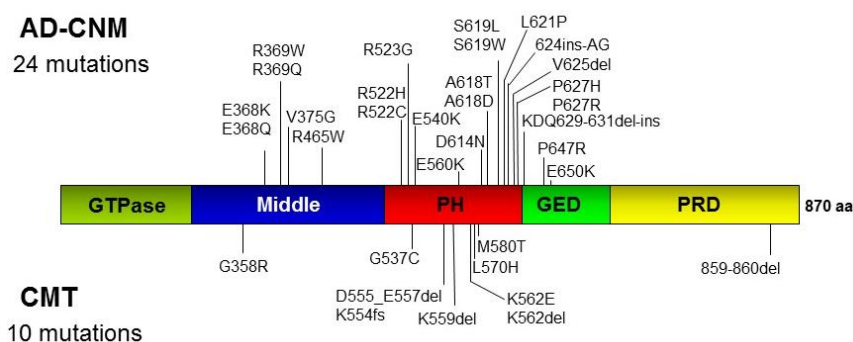 AD-CNM
24 mutations
R369W
R369Q
E368K
E368Q
V375G
R465W
R523G
R522H
R522C
E540K
E560K
D614N
A618T
A618D
S619L
S619W
L621P
624ins-AG
V625del
P627H
P627R
KDQ629-631del-ins
P647R
E650K
GTPase
Middle
PH
GED
PRD
870 aa
G358R
G537C
D555_E557del
K554fs
K559del
M580T
L570H
K562E
K562del
859-860del
CMT
10 mutations